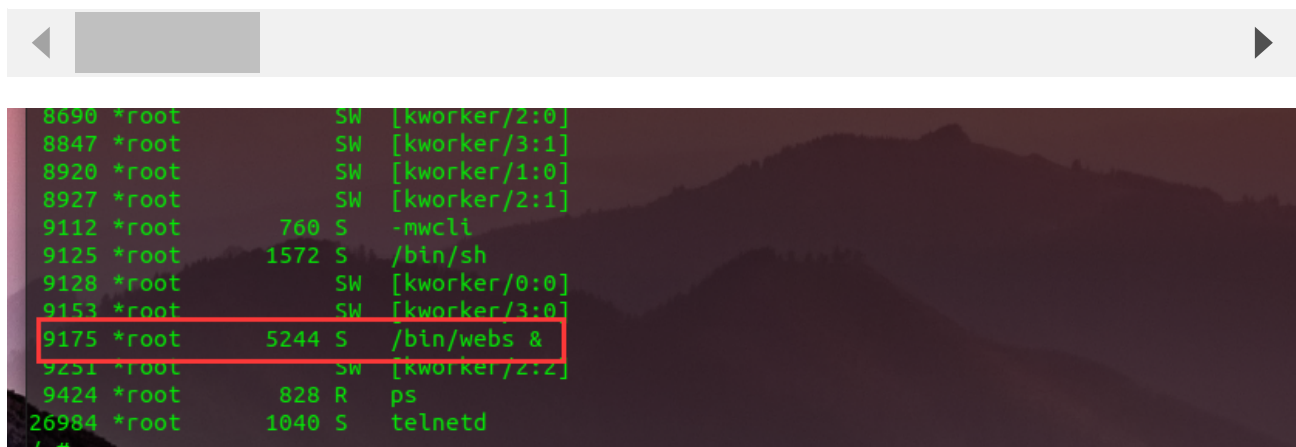 8690 *root SW [kworker/2:0]
8847 *root SW [kworker/3:1]
8920 *root SW [kworker/1:0]
8927 *root SW [kworker/2:1]
9112 *root 760 S -mwcli
9125 *root 1572 S /bin/sh
9128 *root SW [kworker/0:0]
9153 *root SW [kworker/3:0]
9175 *root 5244 S /bin/webs &
9251 *root SW [kworker/2:2]
9424 *root 828 R ps
26984 *root 1040 S telnetd
/ #